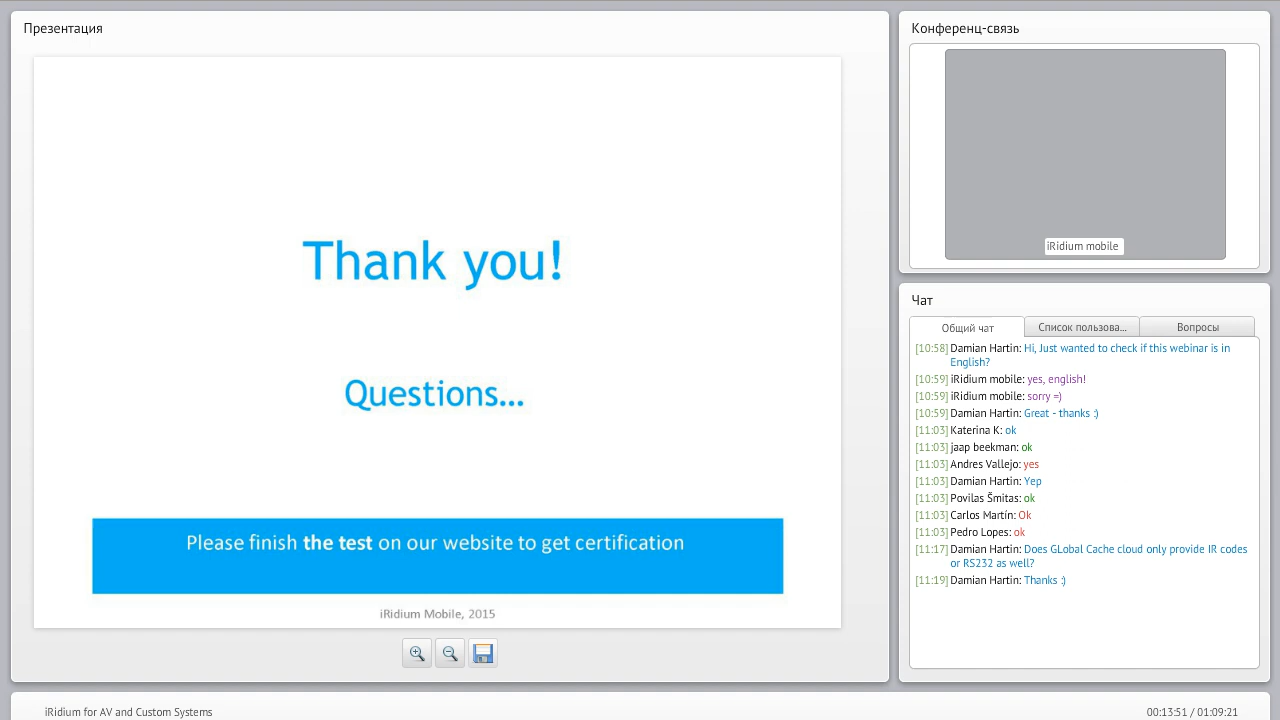 Презентация
Thank you!
Questions...
Please finish the test on our website to get certification
iRidium Mobile, 2015
Конференц-связь
iRidium mobile
Чат
Общий чат
Список пользова...
Вопросы
[10:58] Damian Hartin: Hi, Just wanted to check if this webinar is in
English?
[10:59] iRidium mobile: yes, english!
[10:59] iRidium mobile: sorry =)
[10:59] Damian Hartin: Great - thanks :)
[11:03] Katerina K: ok
[11:03] jaap beekman: ok
[11:03] Andres Vallejo: yes
[11:03] Damian Hartin: Yep
[11:03] Povilas Šmitas: ok
[11:03] Carlos Martín: Ok
[11:03] Pedro Lopes: ok
[11:17] Damian Hartin: Does GLobal Cache cloud only provide IR codes
or RS232 as well?
[11:19] Damian Hartin: Thanks :)
iRidium for AV and Custom Systems
00:13:51 / 01:09:21